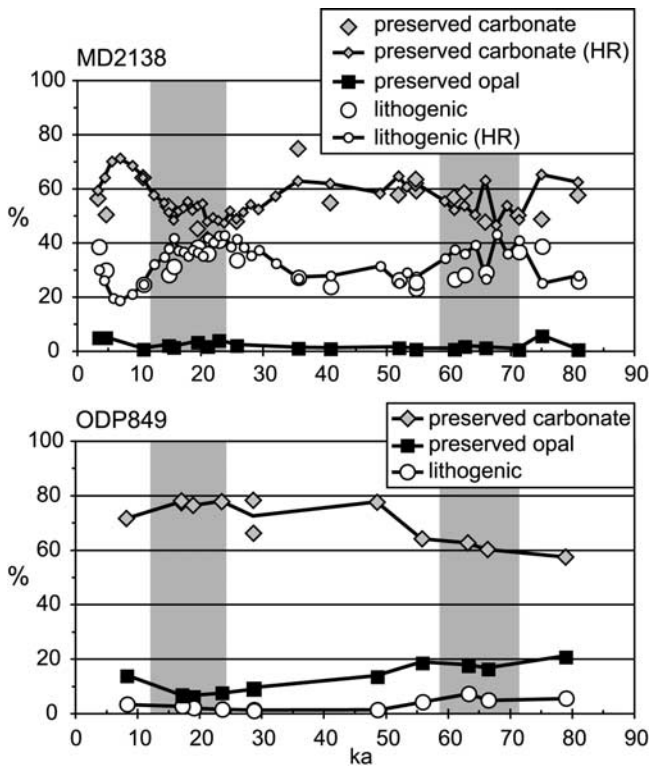 preserved carbonate
preserved carbonate (HR)
preserved opal
lithogenic
lithogenic (HR)
MD2138
100
80
60
%
40
20
0
0 10 20 30 40 50 60 70 80 90
ODP849
preserved carbonate
preserved opal
lithogenic
100
80
60
%
40
20
0
0 10 20 30 40 50 60 70 80 90
ka